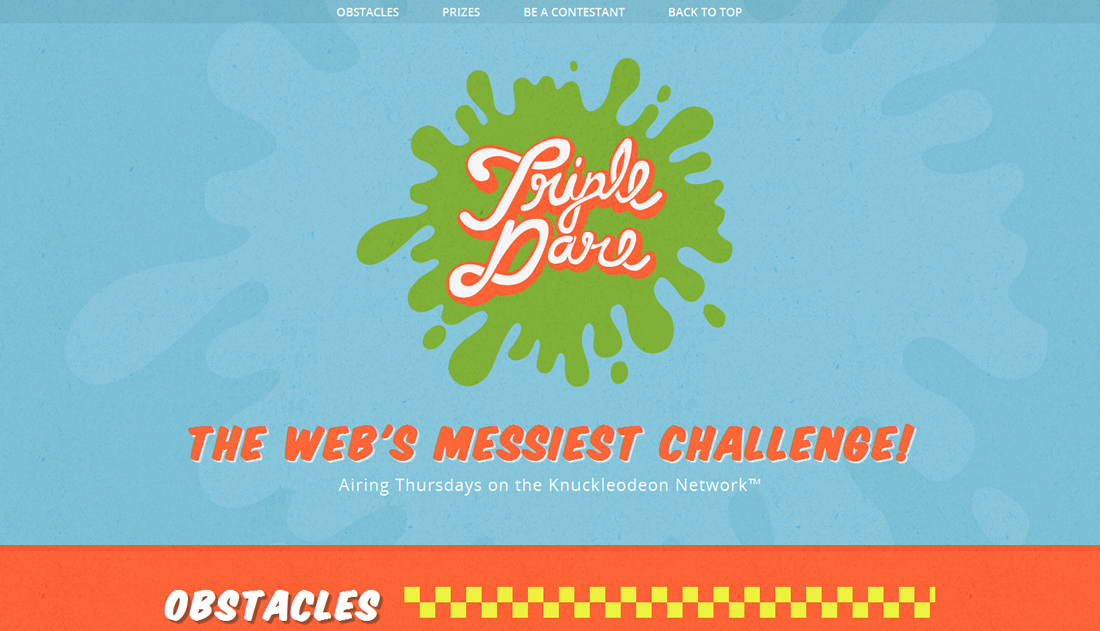 OBSTACLES PRIZES BE A CONTESTANT BACK TO TOP
Triple
Dare
THE WEB'S MESSIEST CHALLENGE!
Airing Thursdays on the Knuckleodeon Network™
OBSTACLES